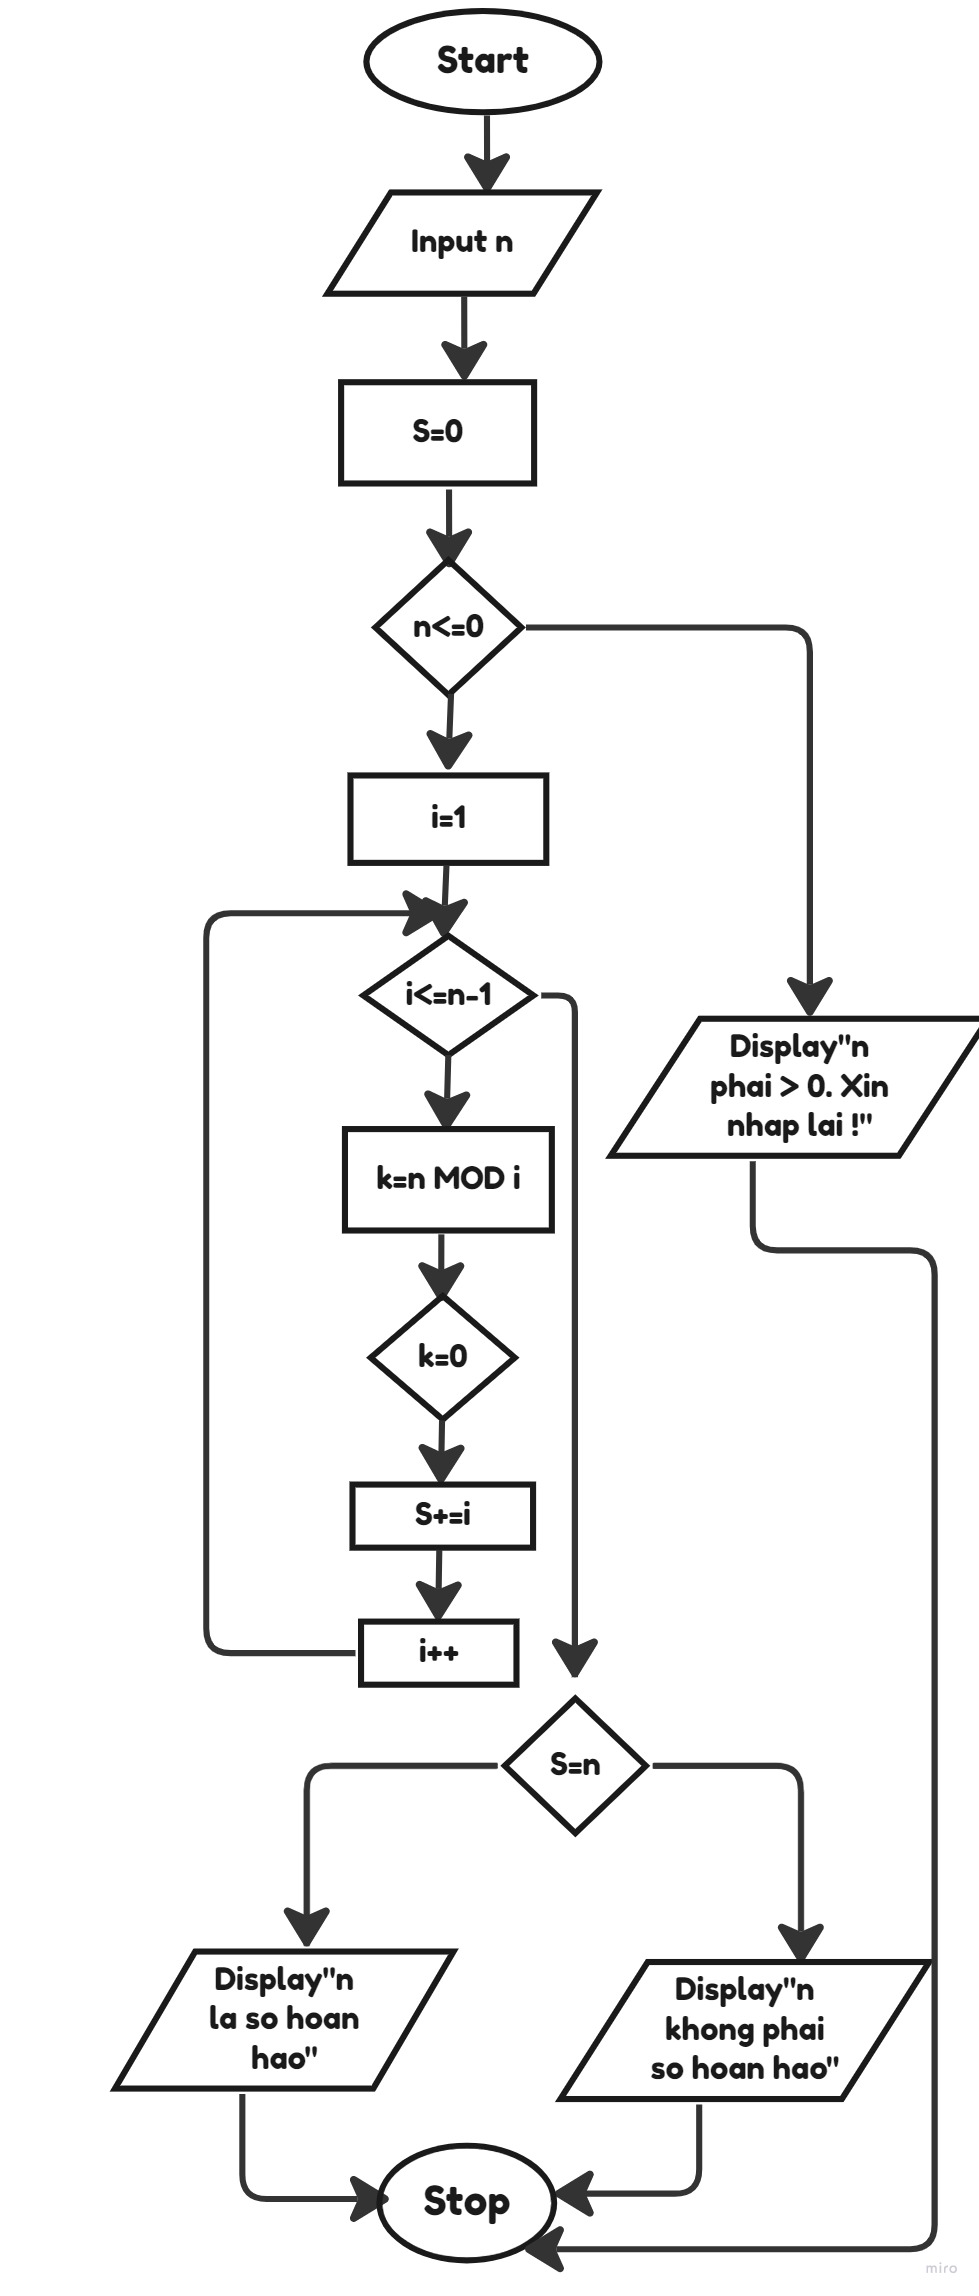 Start
Input n
S=0
n<=0
i=1
i<=n-1
Display"n
phai > 0. Xin
nhap lai !"
k=n MOD i
k=0
S+=i
i++
S=n
Display"n
la so hoan
hao"
Display"n
khong phai
so hoan hao"
Stop
miro